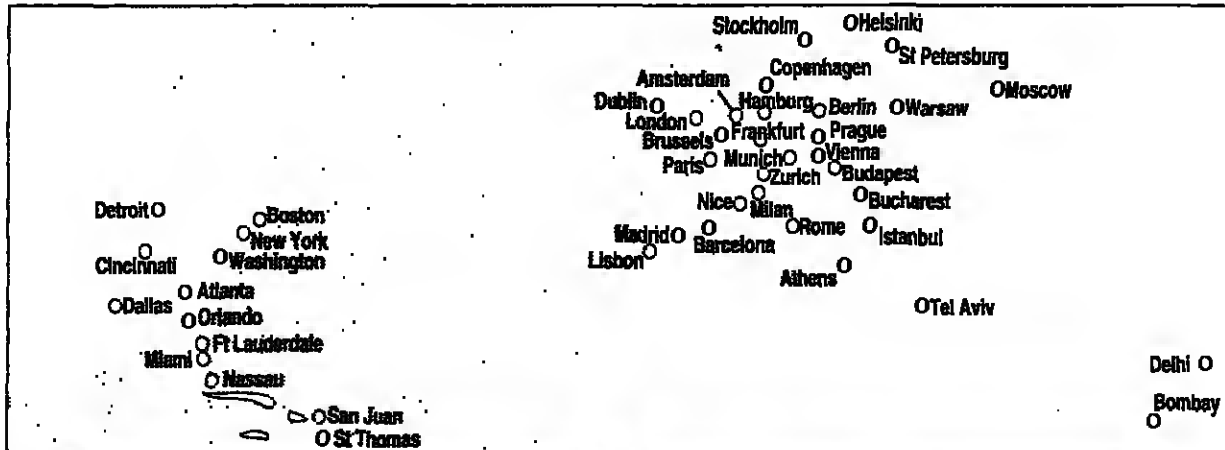 Stockholm
Helsinki
St Petersburg
Copenhagen
Amsterdam
Moscow
Dublin
Hamburg
Berlin
Warsaw
London
Brussels
Frankfurt
Prague
Paris
Munich
Vienna
Zurich
Budapest
Nice
Milan
Bucharest
Detroit
Boston
New York
Madrid
Barcelona
Rome
Istanbul
Cincinnati
Washington
Lisbon
Athens
Atlanta
Dallas
Orlando
Tel Aviv
Ft Lauderdale
Miami
Nassau
Delhi
Bombay
San Juan
St Thomas